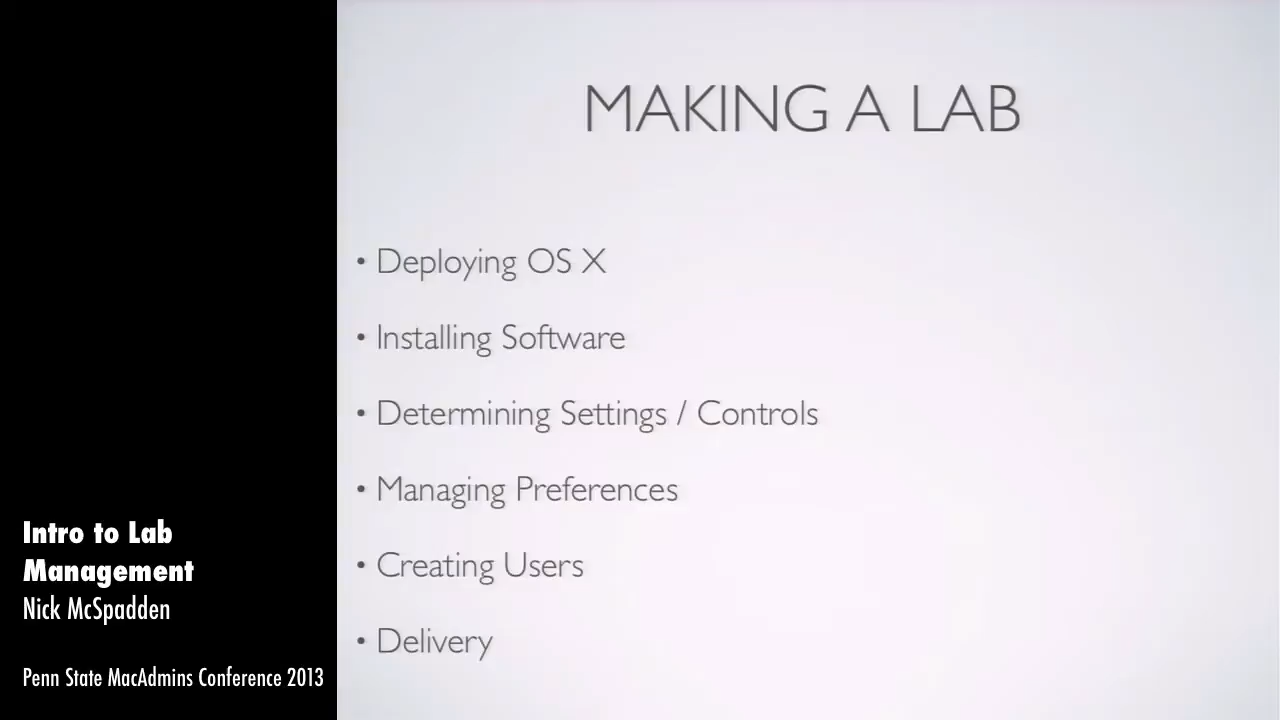 MAKING A LAB
• Deploying OS X
• Installing Software
• Determining Settings / Controls
• Managing Preferences
• Creating Users
• Delivery
Intro to Lab
Management
Nick McSpadden
Penn State MacAdmins Conference 2013